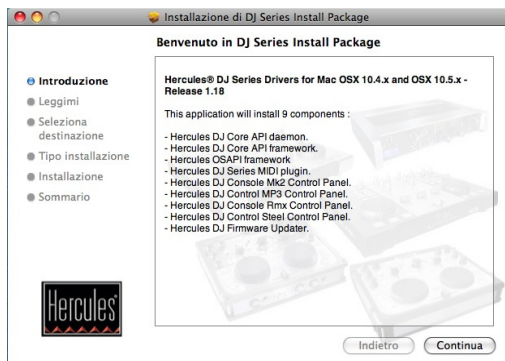 Installazione di DJ Series Install Package
Benvenuto in DJ Series Install Package
Introduzione
Leggimi
Seleziona
destinazione
Tipo installazione
Installazione
Sommario
Hercules® DJ Series Drivers for Mac OSX 10.4.x and OSX 10.5.x -
Release 1.18
This application will install 9 components :
- Hercules DJ Core API daemon.
- Hercules DJ Core API framework.
- Hercules OSAPI framework
- Hercules DJ Series MIDI plugin.
- Hercules DJ Console Mk2 Control Panel.
- Hercules DJ Control MP3 Control Panel.
- Hercules DJ Console Rmx Control Panel.
- Hercules DJ Control Steel Control Panel.
- Hercules DJ Firmware Updater.
Hercules
Indietro
Continua